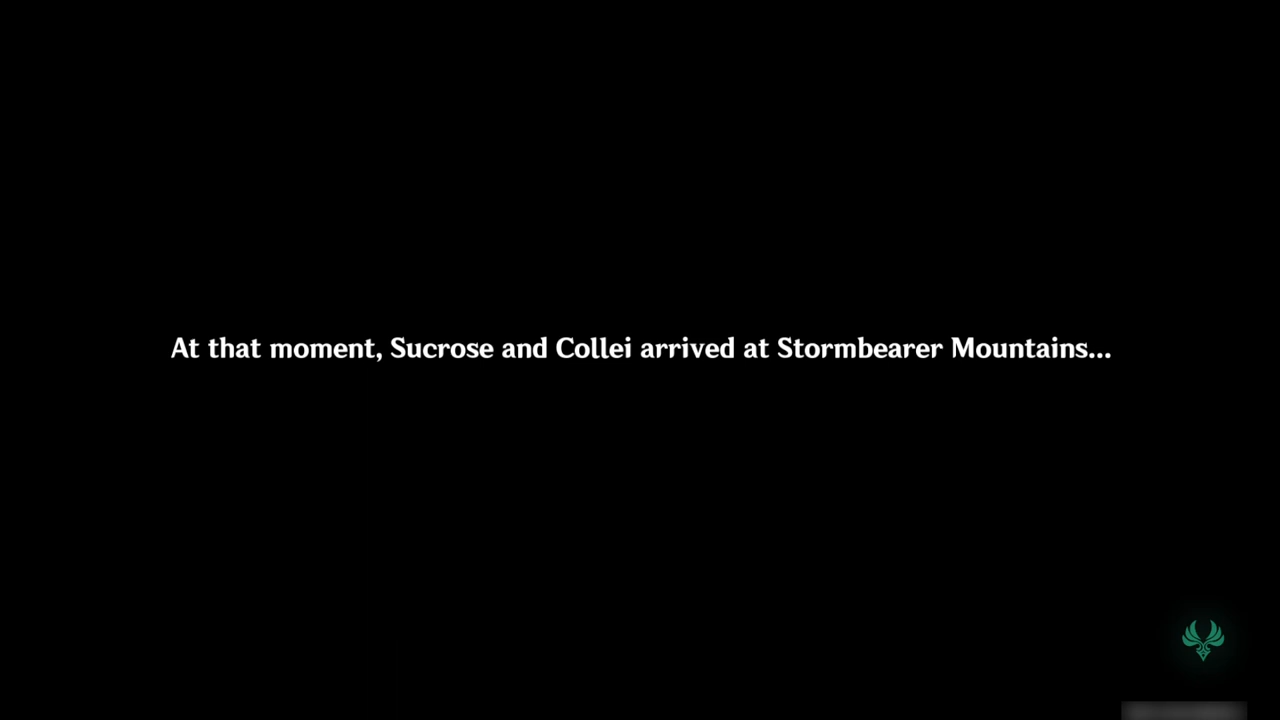 At that moment, Sucrose and Collei arrived at Stormbearer Mountains...